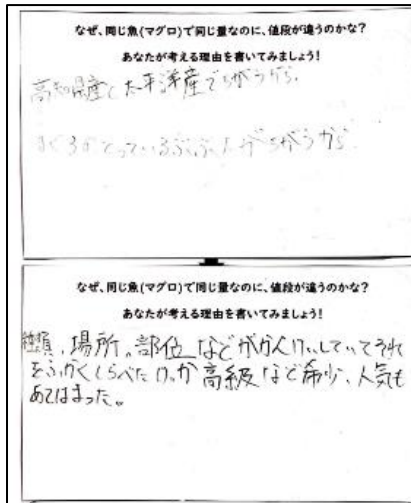 なぜ、同じ魚(マグロ)で同じ量なのに、値段が違うのかな？
あなたが考える理由を書いてみましょう！
高知県産と太平洋産でちがうから。
まぐろのとっているぶぶんがちがうから
なぜ、同じ魚(マグロ)で同じ量なのに、値段が違うのかな？
あなたが考える理由を書いてみましょう！
種類、場所。部位などがかんけいしていてそれ
をふかくしらべたけっか高級など希少、人気も
あてはまった。